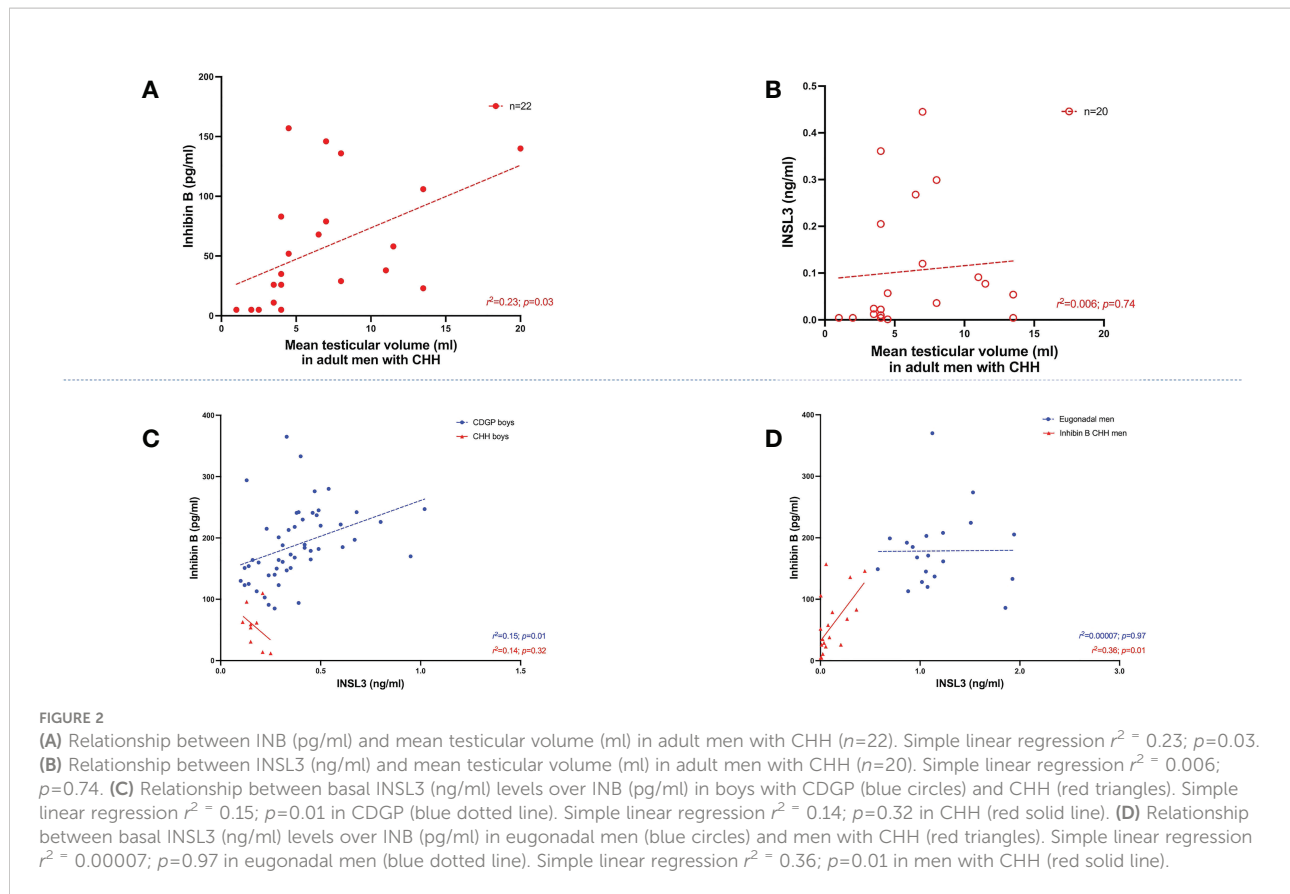 A
200
150
100
50
0
Inhibin B (pg/ml)
n=22
r²=0.23; p=0.03
0 5 10 15 20
Mean testicular volume (ml)
in adult men with CHH
B
0.5
0.4
0.3
0.2
0.1
0.0
INSL3 (ng/ml)
n=20
r²=0.006; p=0.74
0 5 10 15 20
Mean testicular volume (ml)
in adult men with CHH
C
400
300
200
100
0
Inhibin B (pg/ml)
CDGP boys
CHH boys
r²=0.15; p=0.01
r²=0.14; p=0.32
0.0 0.5 1.0 1.5
INSL3 (ng/ml)
D
400
300
200
100
0
Inhibin B (pg/ml)
Eugonadal men
Inhibin B CHH men
r²=0.00007; p=0.97
r²=0.36; p=0.01
0.0 1.0 2.0 3.0
INSL3 (ng/ml)
FIGURE 2
(A) Relationship between INB (pg/ml) and mean testicular volume (ml) in adult men with CHH (n=22). Simple linear regression r² = 0.23; p=0.03.
(B) Relationship between INSL3 (ng/ml) and mean testicular volume (ml) in adult men with CHH (n=20). Simple linear regression r² = 0.006;
p=0.74. (C) Relationship between basal INSL3 (ng/ml) levels over INB (pg/ml) in boys with CDGP (blue circles) and CHH (red triangles). Simple
linear regression r² = 0.15; p=0.01 in CDGP (blue dotted line). Simple linear regression r² = 0.14; p=0.32 in CHH (red solid line). (D) Relationship
between basal INSL3 (ng/ml) levels over INB (pg/ml) in eugonadal men (blue circles) and men with CHH (red triangles). Simple linear regression
r² = 0.00007; p=0.97 in eugonadal men (blue dotted line). Simple linear regression r² = 0.36; p=0.01 in men with CHH (red solid line).